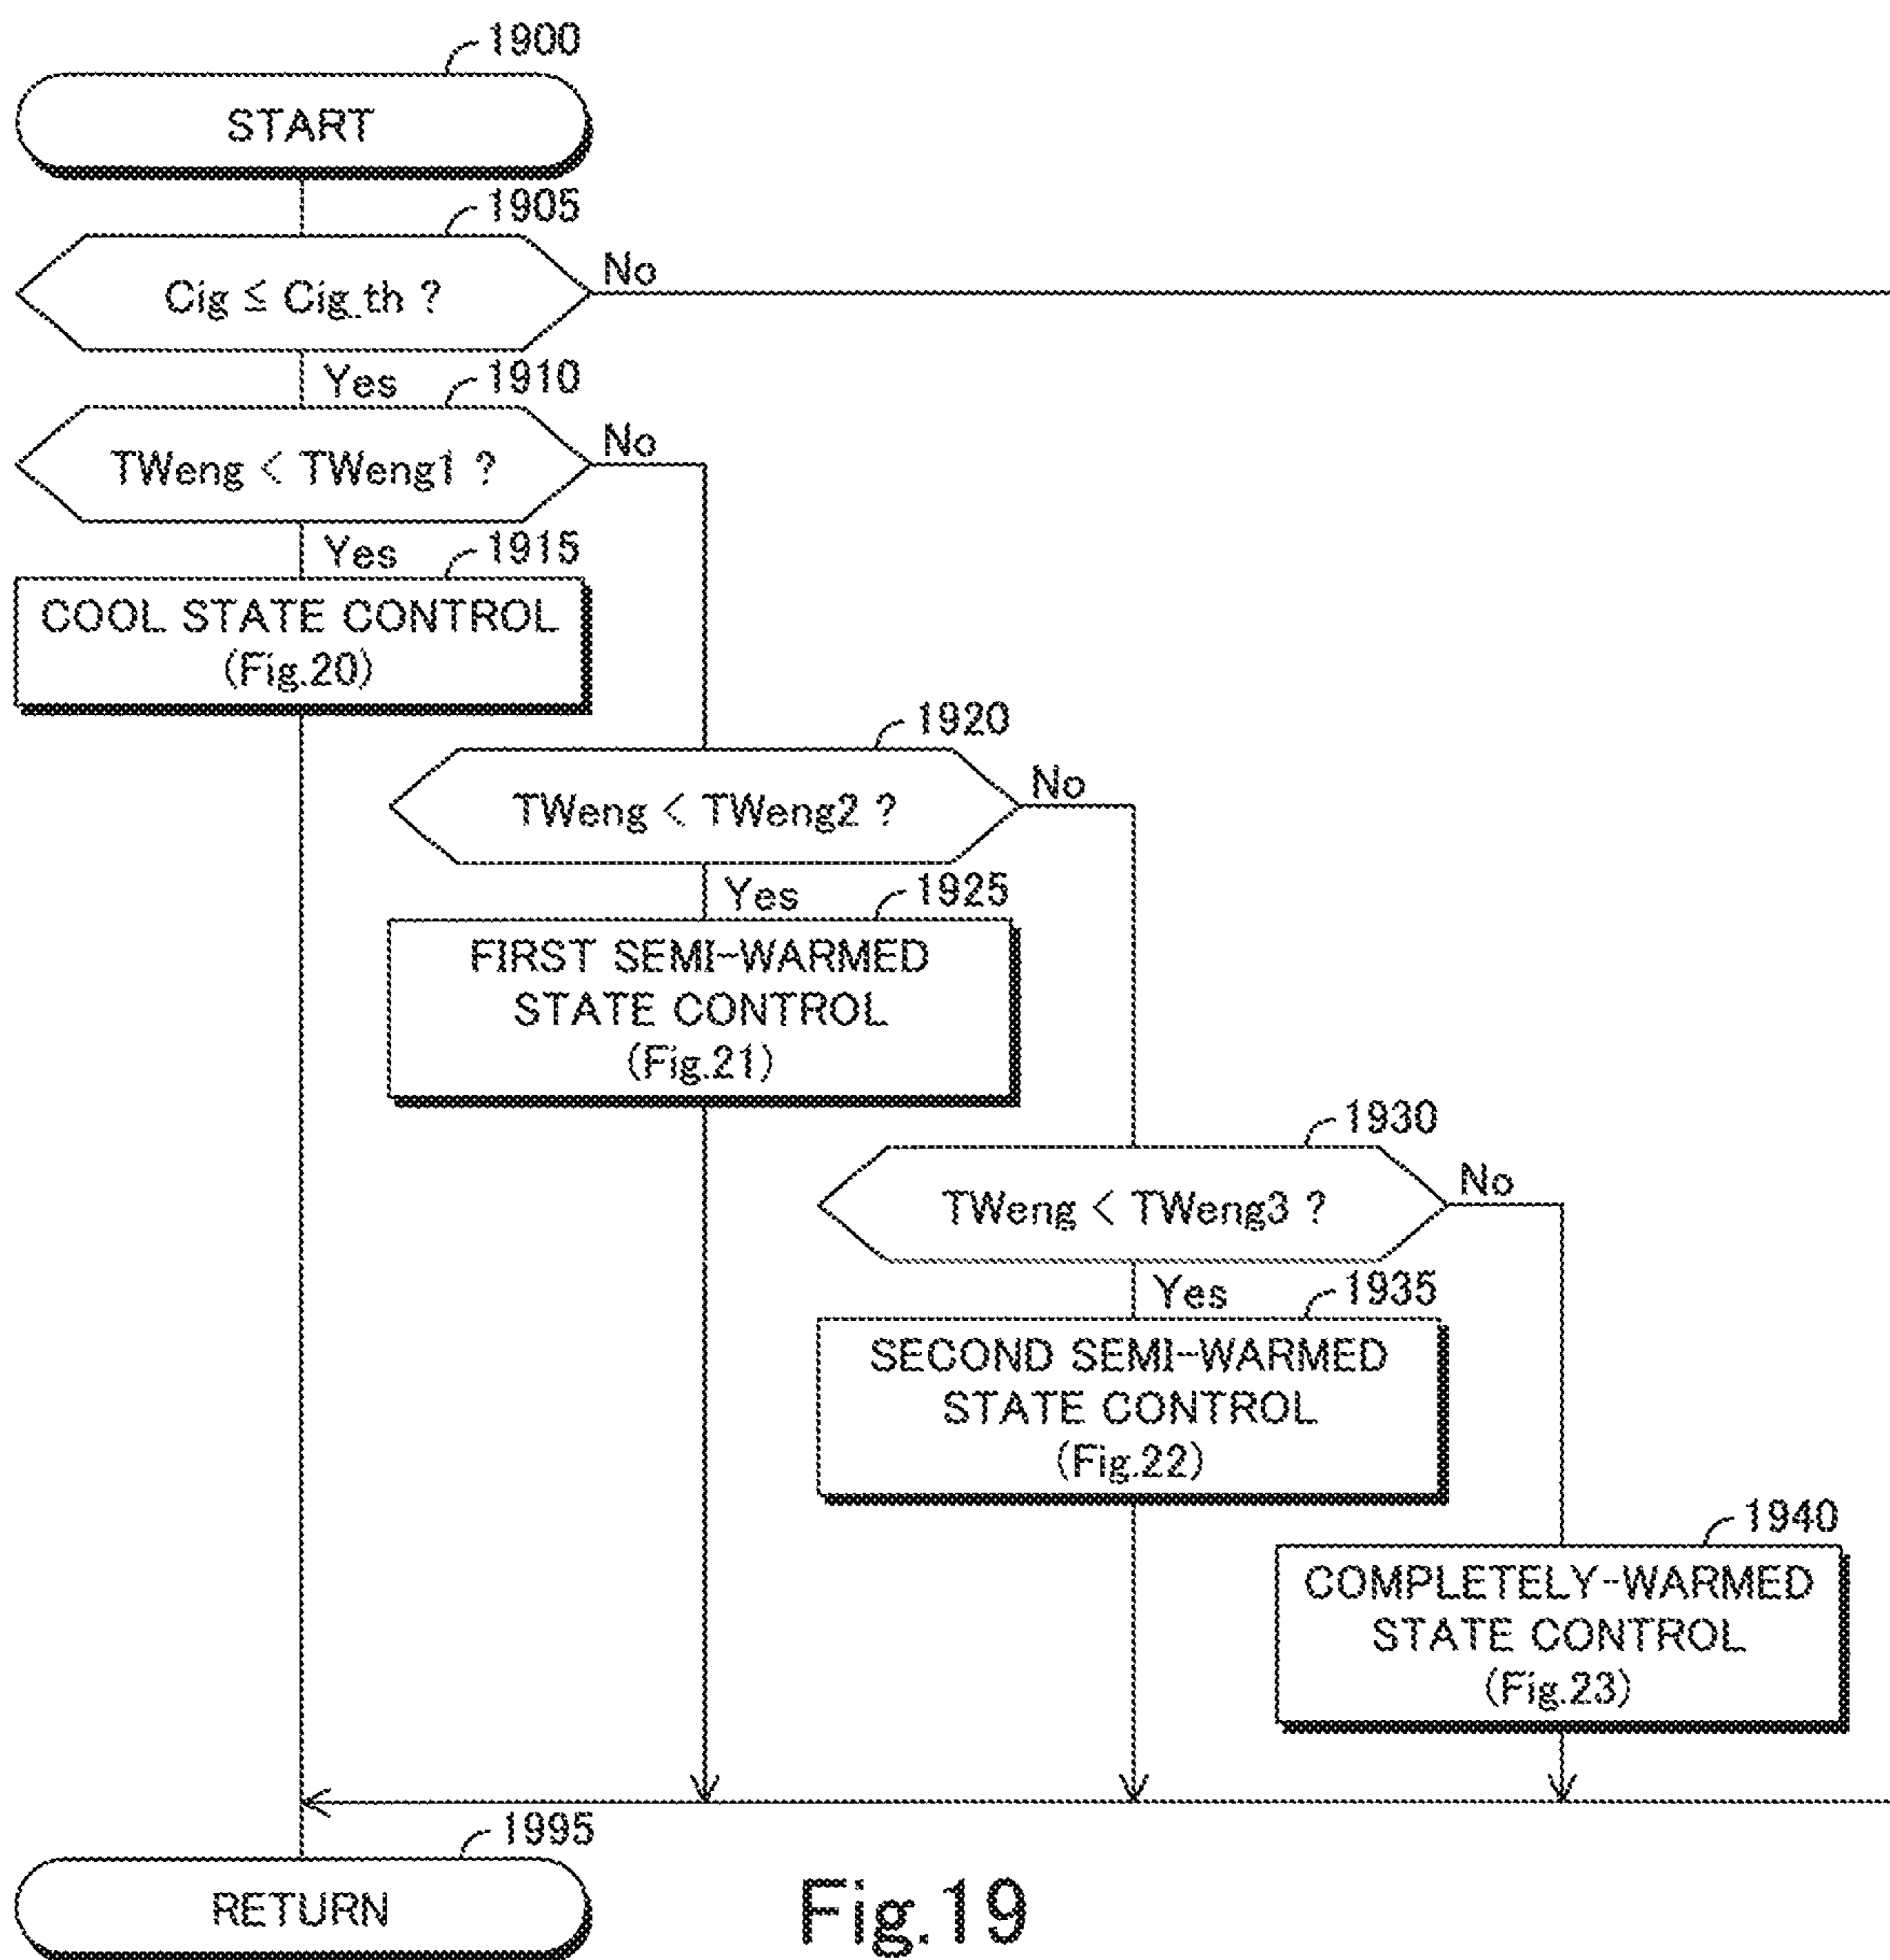 1900
START
1905
Cig ≤ Cig_th ?
No
Yes
1910
TWeng < TWeng1 ?
No
Yes
1915
COOL STATE CONTROL
(Fig.20)
1920
TWeng < TWeng2 ?
No
Yes
1925
FIRST SEMI-WARMED
STATE CONTROL
(Fig.21)
1930
TWeng < TWeng3 ?
No
Yes
1935
SECOND SEMI-WARMED
STATE CONTROL
(Fig.22)
1940
COMPLETELY-WARMED
STATE CONTROL
(Fig.23)
1995
RETURN
Fig.19